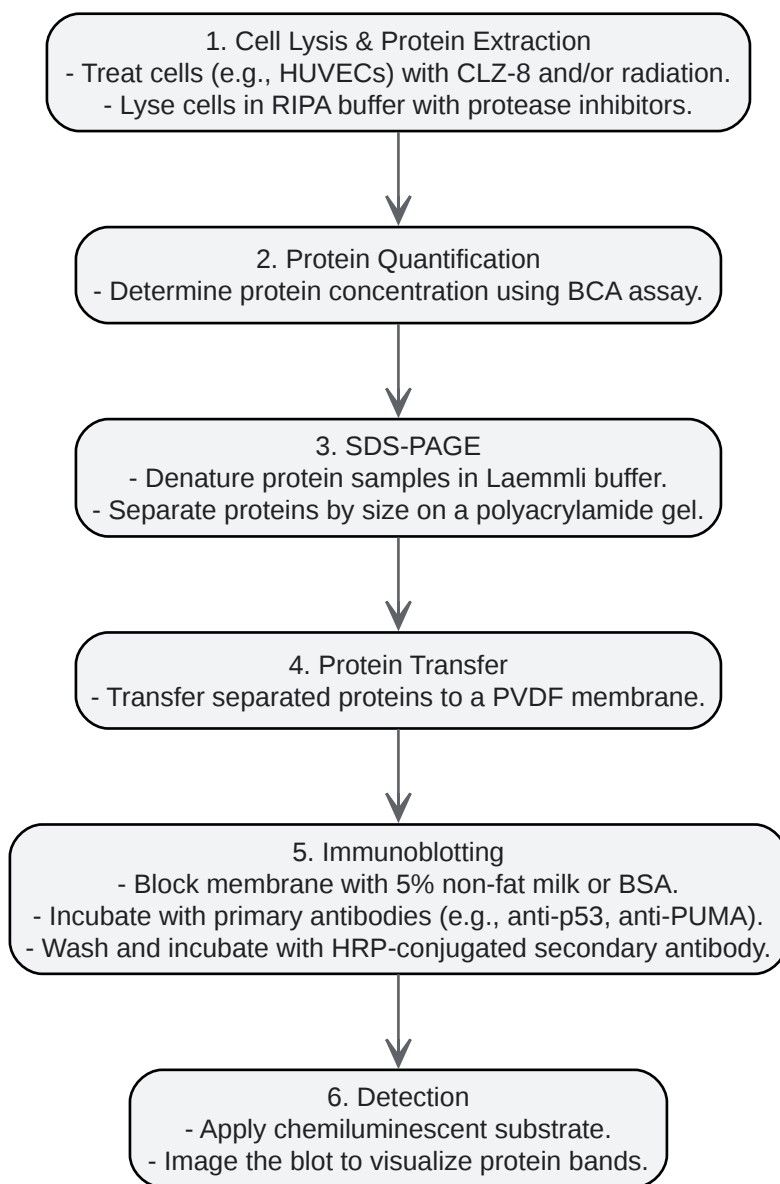 1. Cell Lysis & Protein Extraction
- Treat cells (e.g., HUVECs) with CLZ-8 and/or radiation.
- Lyse cells in RIPA buffer with protease inhibitors.
2. Protein Quantification
- Determine protein concentration using BCA assay.
3. SDS-PAGE
- Denature protein samples in Laemmli buffer.
- Separate proteins by size on a polyacrylamide gel.
4. Protein Transfer
- Transfer separated proteins to a PVDF membrane.
5. Immunoblotting
- Block membrane with 5% non-fat milk or BSA.
- Incubate with primary antibodies (e.g., anti-p53, anti-PUMA).
- Wash and incubate with HRP-conjugated secondary antibody.
6. Detection
- Apply chemiluminescent substrate.
- Image the blot to visualize protein bands.